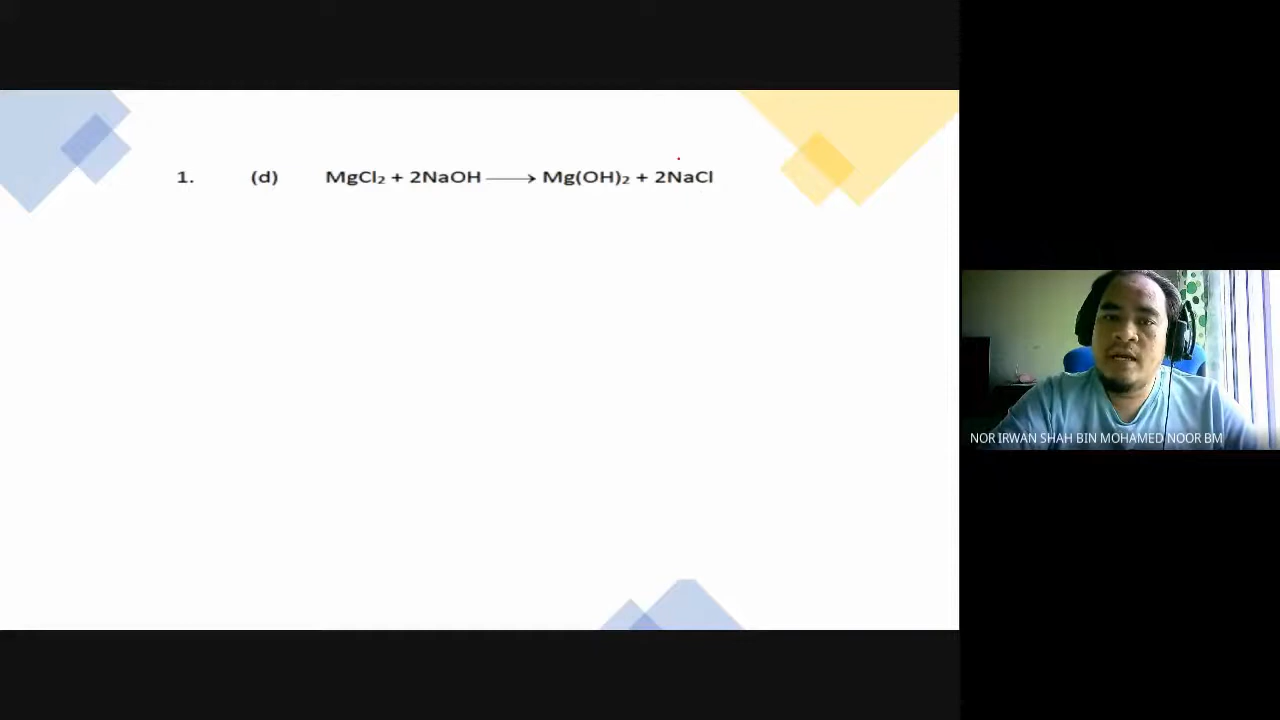 1. (d) MgCl₂ + 2NaOH ⟶ Mg(OH)₂ + 2NaCl
NOR IRWAN SHAH BIN MOHAMED NOOR BM